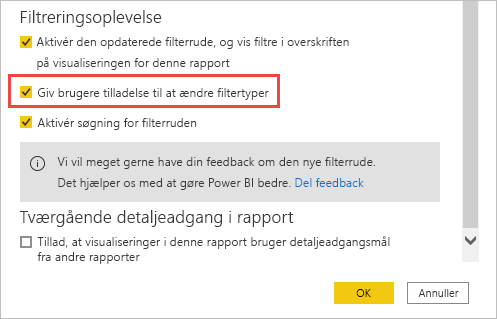 Filtreringsoplevelse
Aktivér den opdaterede filterrude, og vis filtre i overskriften
på visualiseringen for denne rapport
Giv brugere tilladelse til at ændre filtertyper
Aktivér søgning for filterruden
Vi vil meget gerne have din feedback om den nye filterrude.
Det hjælper os med at gøre Power BI bedre. Del feedback
Tværgående detaljeadgang i rapport
Tillad, at visualiseringer i denne rapport bruger detaljeadgangsmål
fra andre rapporter
OK
Annuller